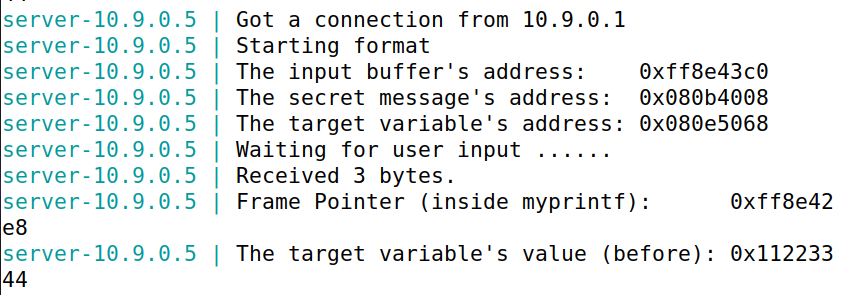 server-10.9.0.5 | Got a connection from 10.9.0.1
server-10.9.0.5 | Starting format
server-10.9.0.5 | The input buffer's address:    0xff8e43c0
server-10.9.0.5 | The secret message's address:  0x080b4008
server-10.9.0.5 | The target variable's address: 0x080e5068
server-10.9.0.5 | Waiting for user input ......
server-10.9.0.5 | Received 3 bytes.
server-10.9.0.5 | Frame Pointer (inside myprintf):      0xff8e42
e8
server-10.9.0.5 | The target variable's value (before): 0x112233
44